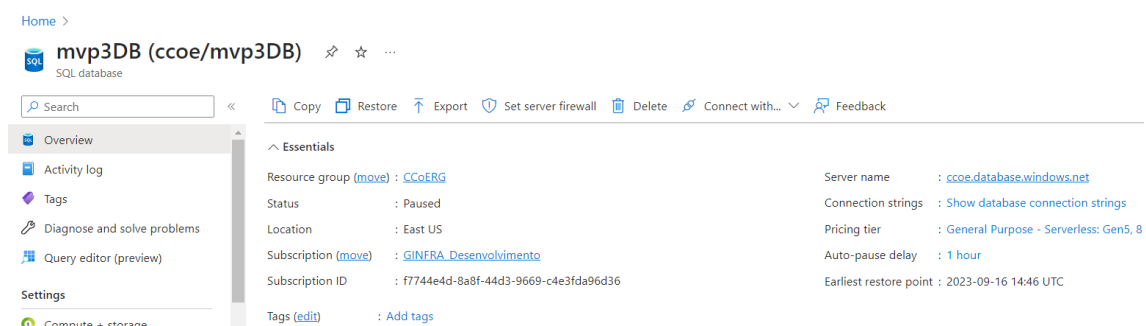 Home >
mvp3DB (ccoe/mvp3DB) ...
SQL database
Search «
Copy Restore Export Set server firewall Delete Connect with... Feedback
Overview
Activity log
Tags
Diagnose and solve problems
Query editor (preview)
Settings
Compute + storage
Essentials
Resource group (move) : CCoERG
Status : Paused
Location : East US
Subscription (move) : GINFRA_Desenvolvimento
Subscription ID : f7744e4d-8a8f-44d3-9669-c4e3fda96d36
Tags (edit) : Add tags
Server name : ccoe.database.windows.net
Connection strings : Show database connection strings
Pricing tier : General Purpose - Serverless: Gen5, 8
Auto-pause delay : 1 hour
Earliest restore point : 2023-09-16 14:46 UTC